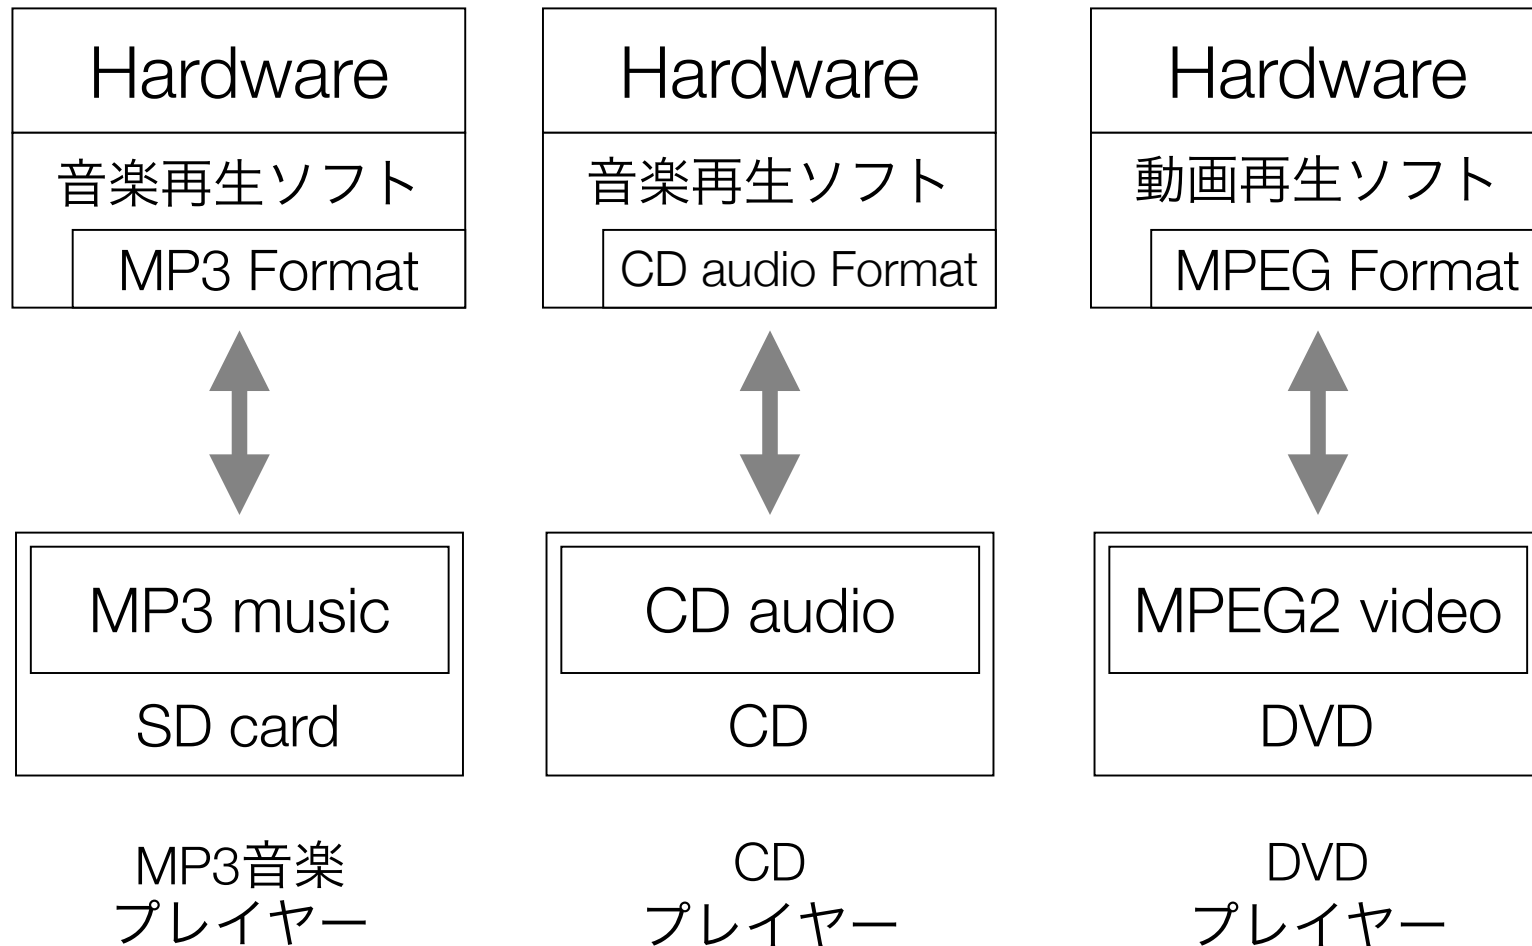 Hardware
音楽再生ソフト
MP3 Format
MP3 music
SD card
MP3音楽
プレイヤー
Hardware
音楽再生ソフト
CD audio Format
CD audio
CD
CD
プレイヤー
Hardware
動画再生ソフト
MPEG Format
MPEG2 video
DVD
DVD
プレイヤー